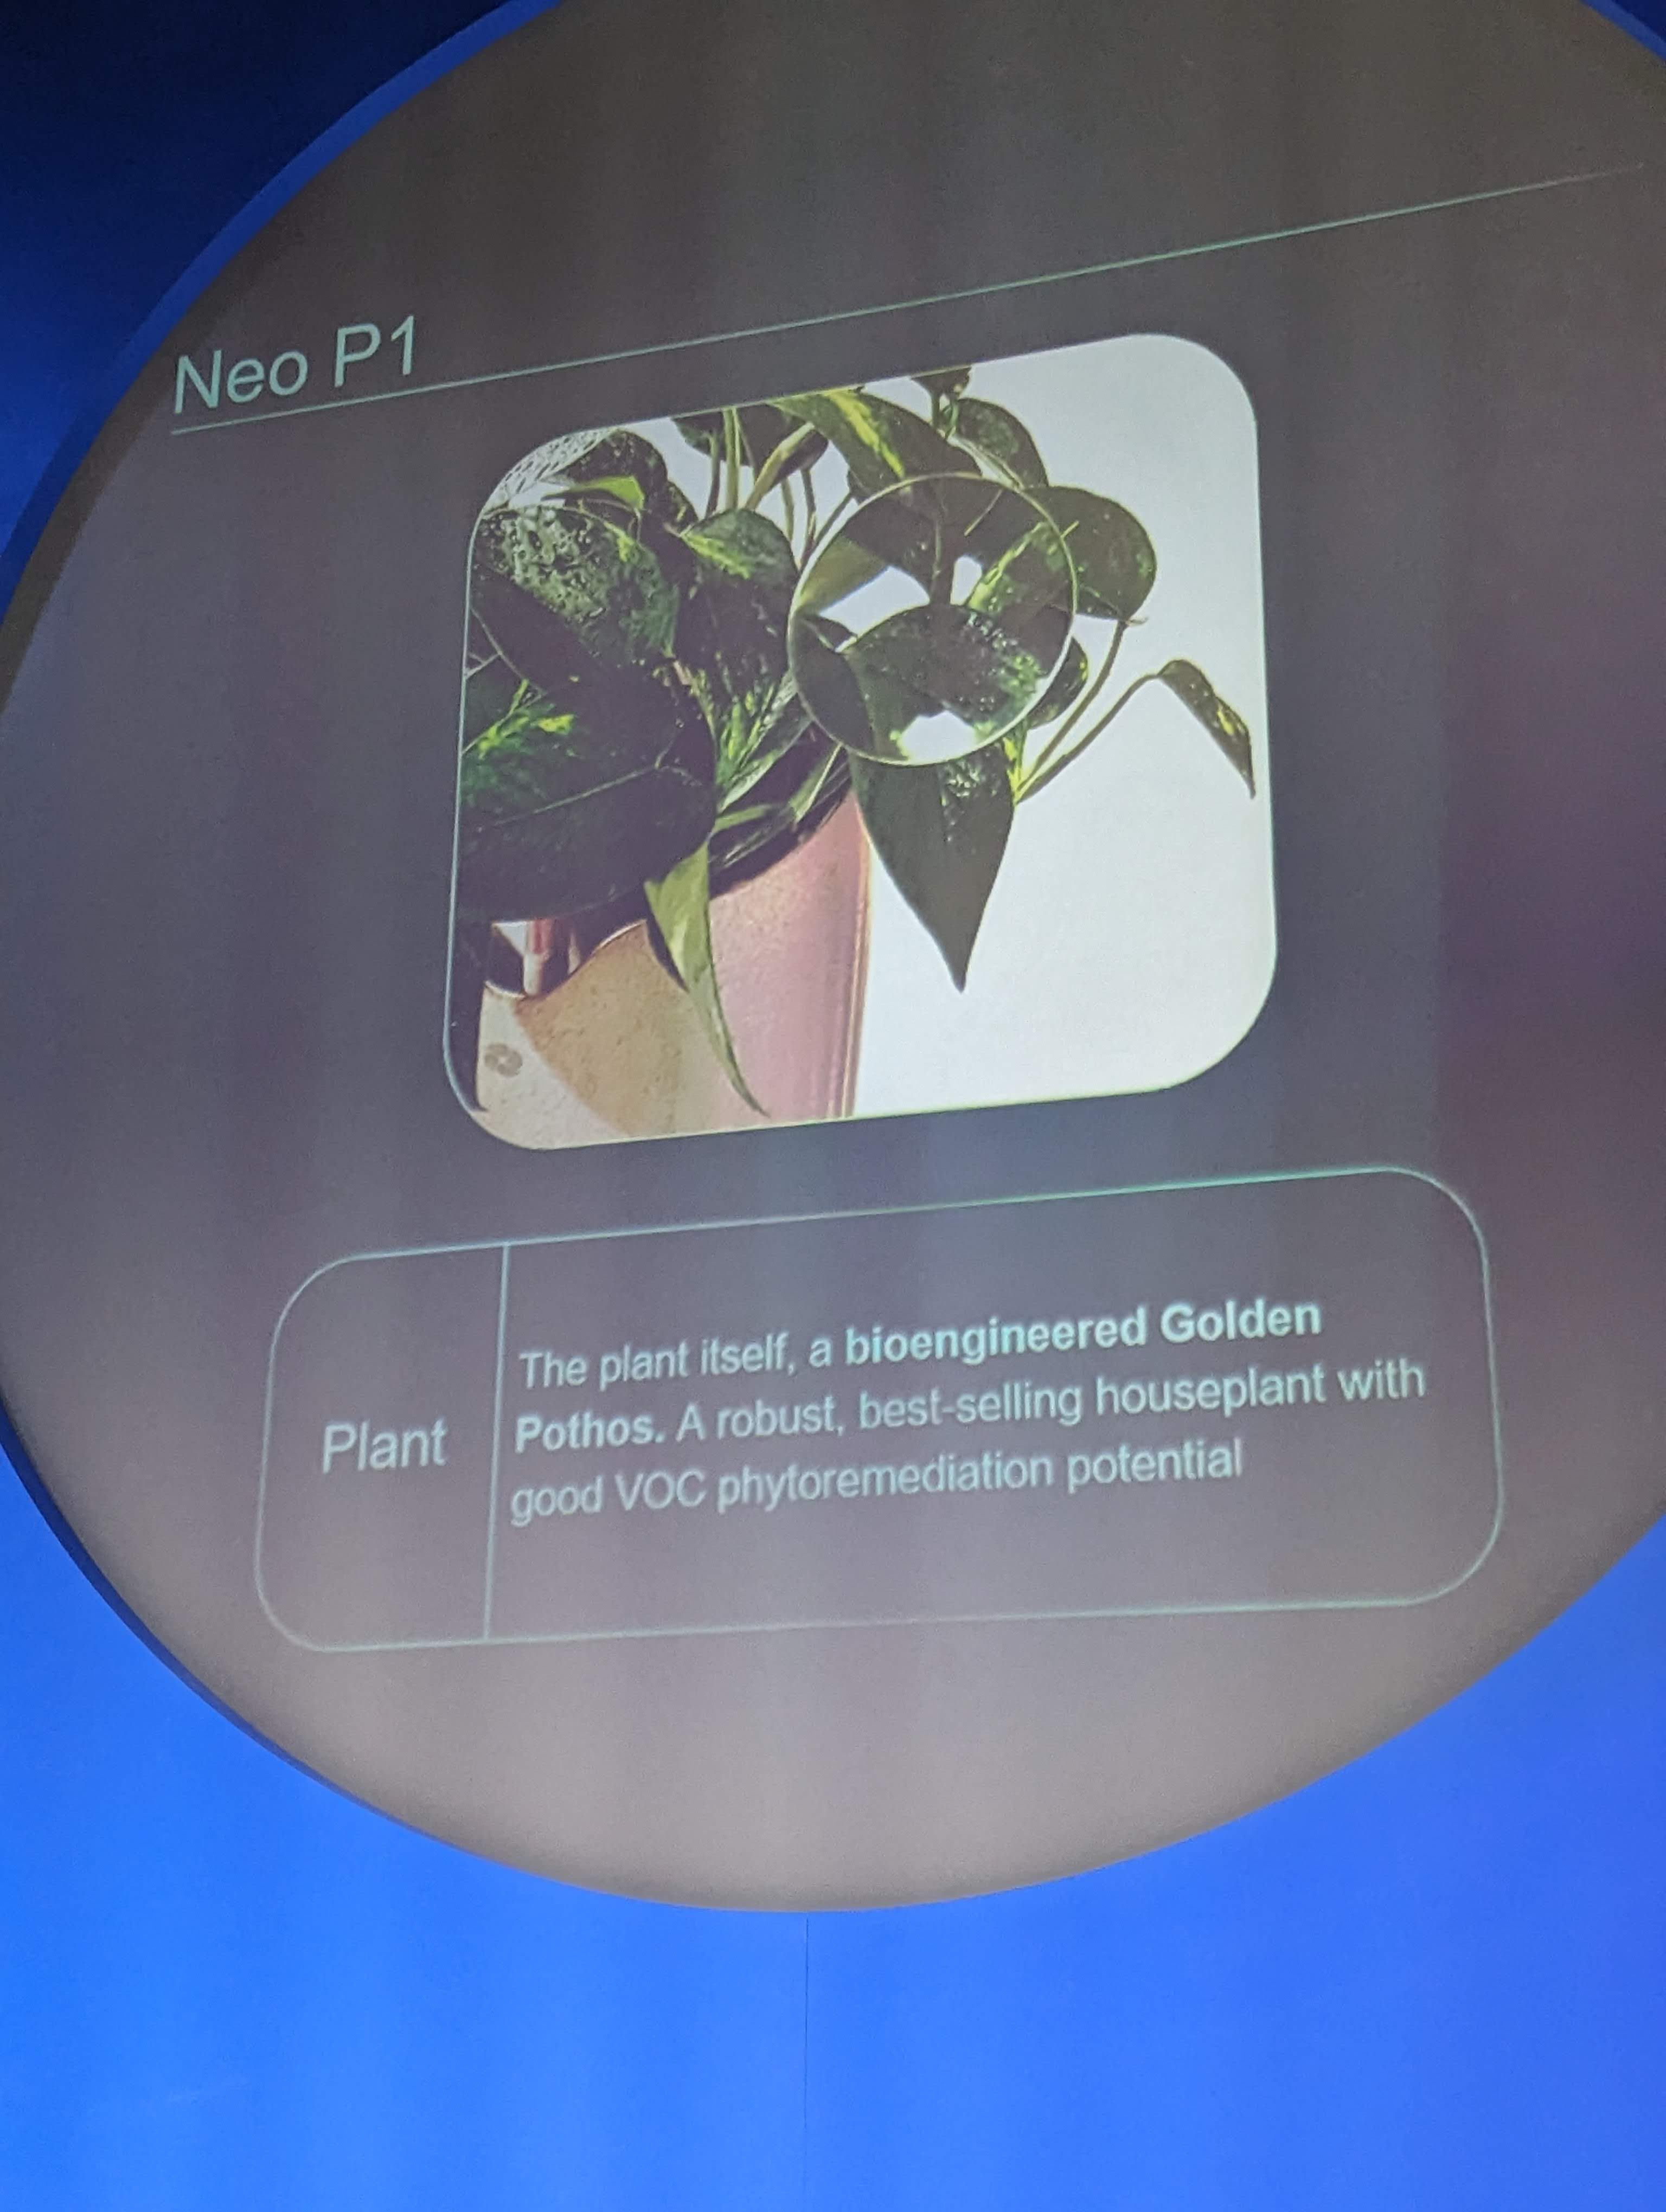 Neo P1
Plant
The plant itself, a bioengineered Golden
Pothos. A robust, best-selling houseplant with
good VOC phytoremediation potential